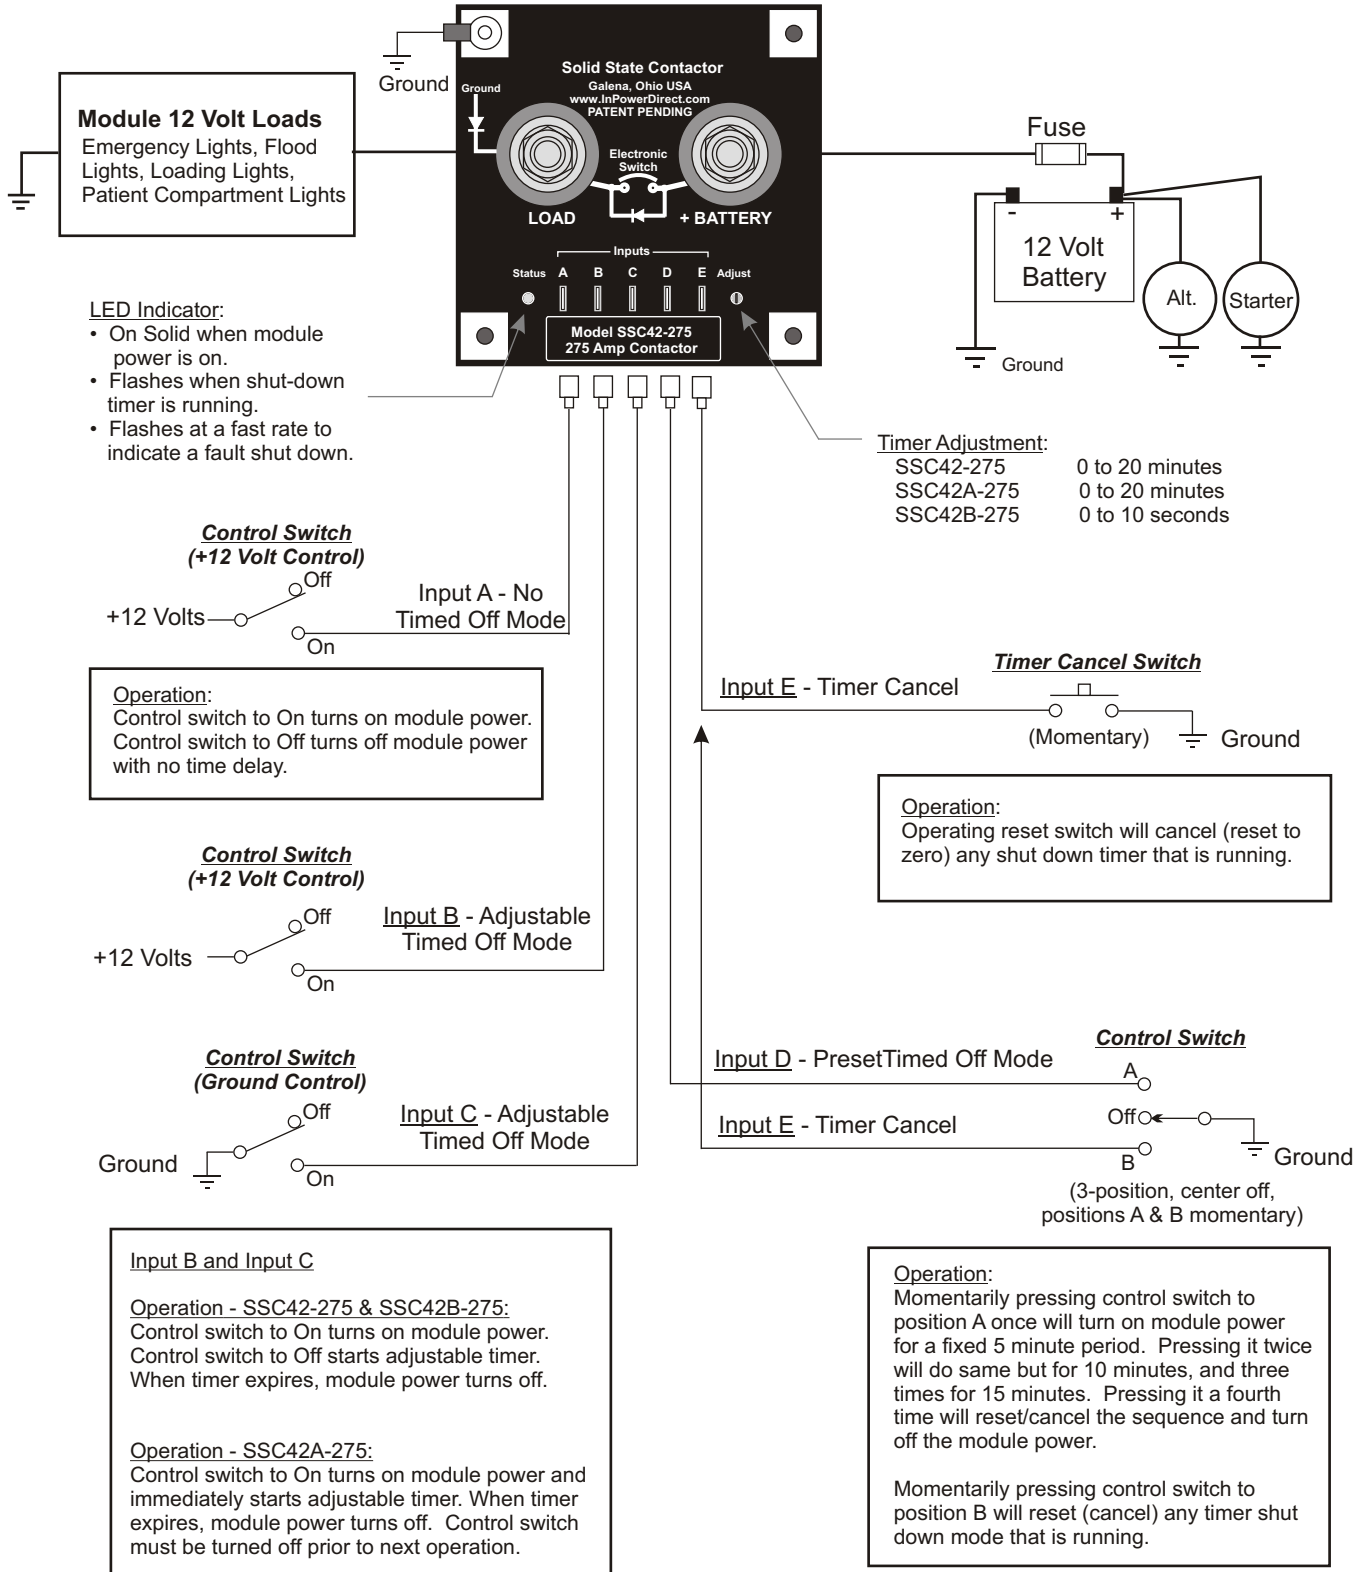 Solid State Contactor
Galena, Ohio USA
www.InPowerDirect.com
PATENT PENDING
Ground
Ground
Electronic
Switch
LOAD
+ BATTERY
Inputs
Status A B C D E Adjust
Model SSC42-275
275 Amp Contactor
Module 12 Volt Loads
Emergency Lights, Flood
Lights, Loading Lights,
Patient Compartment Lights
Fuse
- +
12 Volt
Battery
Alt.
Starter
Ground
LED Indicator:
• On Solid when module
power is on.
• Flashes when shut-down
timer is running.
• Flashes at a fast rate to
indicate a fault shut down.
Timer Adjustment:
SSC42-275 0 to 20 minutes
SSC42A-275 0 to 20 minutes
SSC42B-275 0 to 10 seconds
Control Switch
(+12 Volt Control)
Off
+12 Volts
On
Input A - No
Timed Off Mode
Operation:
Control switch to On turns on module power.
Control switch to Off turns off module power
with no time delay.
Timer Cancel Switch
Input E - Timer Cancel
(Momentary)
Ground
Operation:
Operating reset switch will cancel (reset to
zero) any shut down timer that is running.
Control Switch
(+12 Volt Control)
Off
+12 Volts
On
Input B - Adjustable
Timed Off Mode
Control Switch
(Ground Control)
Off
Ground
On
Input C - Adjustable
Timed Off Mode
Control Switch
Input D - PresetTimed Off Mode
A
Off
Input E - Timer Cancel
B
Ground
(3-position, center off,
positions A & B momentary)
Input B and Input C
Operation - SSC42-275 & SSC42B-275:
Control switch to On turns on module power.
Control switch to Off starts adjustable timer.
When timer expires, module power turns off.
Operation - SSC42A-275:
Control switch to On turns on module power and
immediately starts adjustable timer. When timer
expires, module power turns off. Control switch
must be turned off prior to next operation.
Operation:
Momentarily pressing control switch to
position A once will turn on module power
for a fixed 5 minute period. Pressing it twice
will do same but for 10 minutes, and three
times for 15 minutes. Pressing it a fourth
time will reset/cancel the sequence and turn
off the module power.
Momentarily pressing control switch to
position B will reset (cancel) any timer shut
down mode that is running.